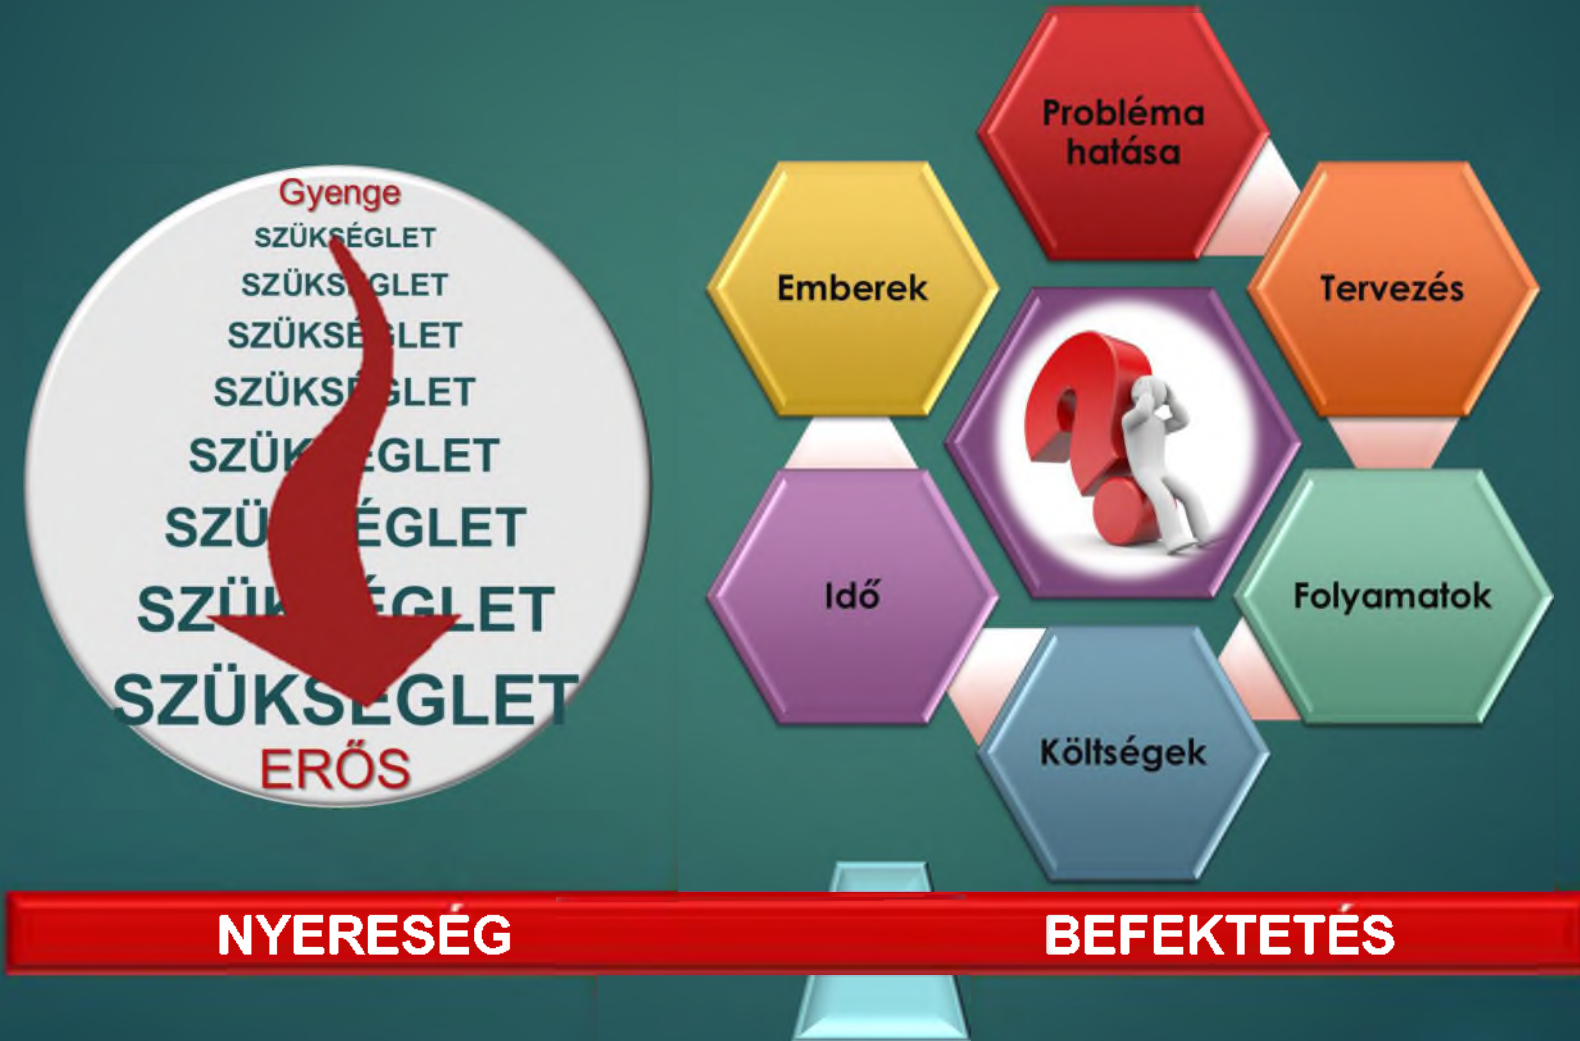 Gyenge
SZÜKSÉGLET
SZÜKSÉGLET
SZÜKSÉGLET
SZÜKSÉGLET
SZÜKSÉGLET
SZÜKSÉGLET
SZÜKSÉGLET
SZÜKSÉGLET
ERŐS
Probléma
hatása
Emberek
Tervezés
Idő
Folyamatok
Költségek
NYERESÉG
BEFEKTETÉS